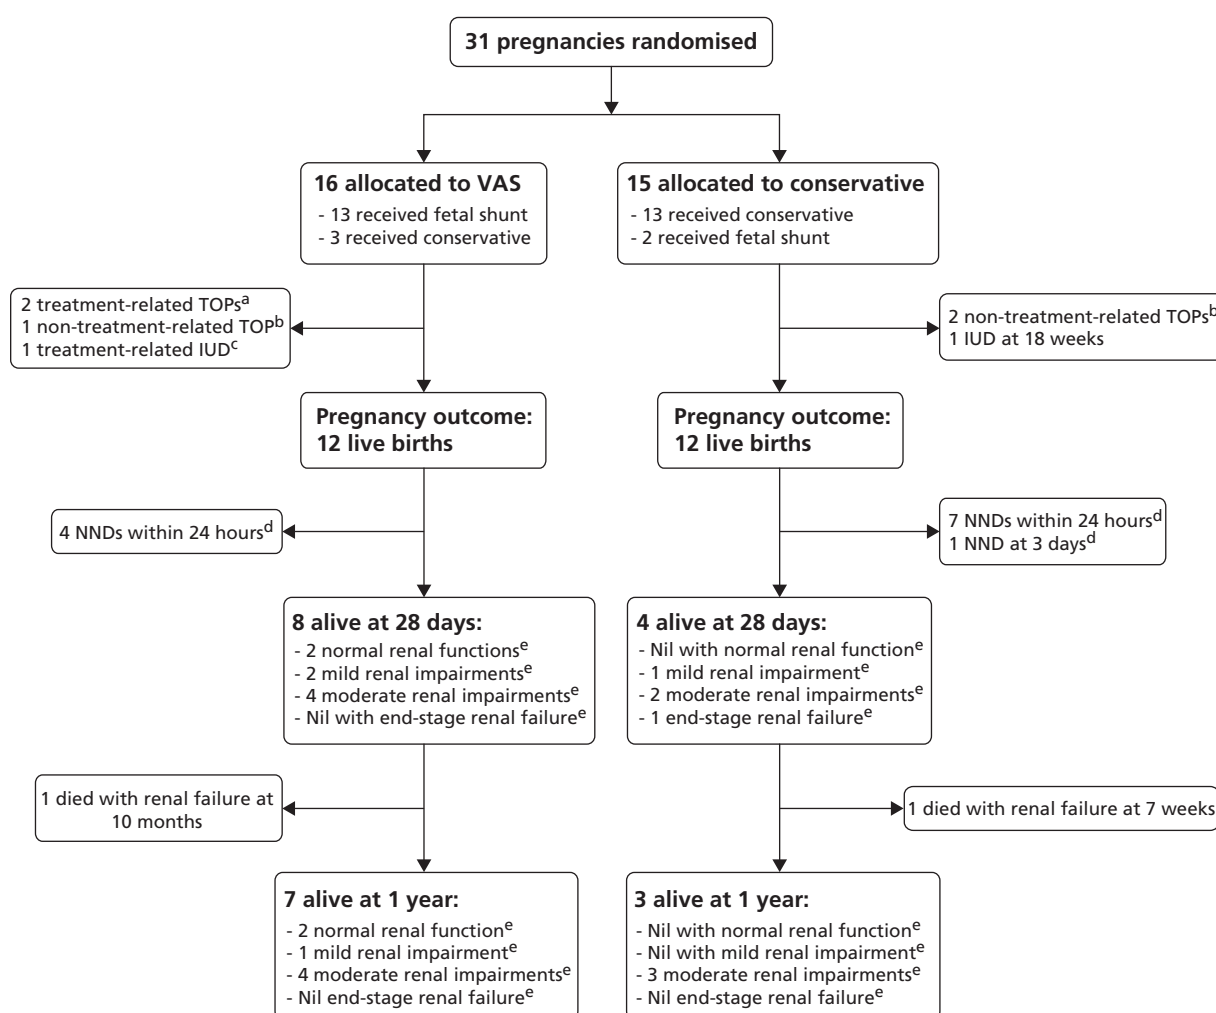 31 pregnancies randomised
16 allocated to VAS
- 13 received fetal shunt
- 3 received conservative
15 allocated to conservative
- 13 received conservative
- 2 received fetal shunt
2 treatment-related TOPsa
1 non-treatment-related TOPb
1 treatment-related IUDc
2 non-treatment-related TOPsb
1 IUD at 18 weeks
Pregnancy outcome:
12 live births
Pregnancy outcome:
12 live births
4 NNDs within 24 hoursd
7 NNDs within 24 hoursd
1 NND at 3 daysd
8 alive at 28 days:
- 2 normal renal functionse
- 2 mild renal impairmentse
- 4 moderate renal impairmentse
- Nil with end-stage renal failuree
4 alive at 28 days:
- Nil with normal renal functione
- 1 mild renal impairmente
- 2 moderate renal impairmentse
- 1 end-stage renal failuree
1 died with renal failure at
10 months
1 died with renal failure at 7 weeks
7 alive at 1 year:
- 2 normal renal functione
- 1 mild renal impairmente
- 4 moderate renal impairmentse
- Nil end-stage renal failuree
3 alive at 1 year:
- Nil with normal renal functione
- Nil with mild renal impairmente
- 3 moderate renal impairmentse
- Nil end-stage renal failuree